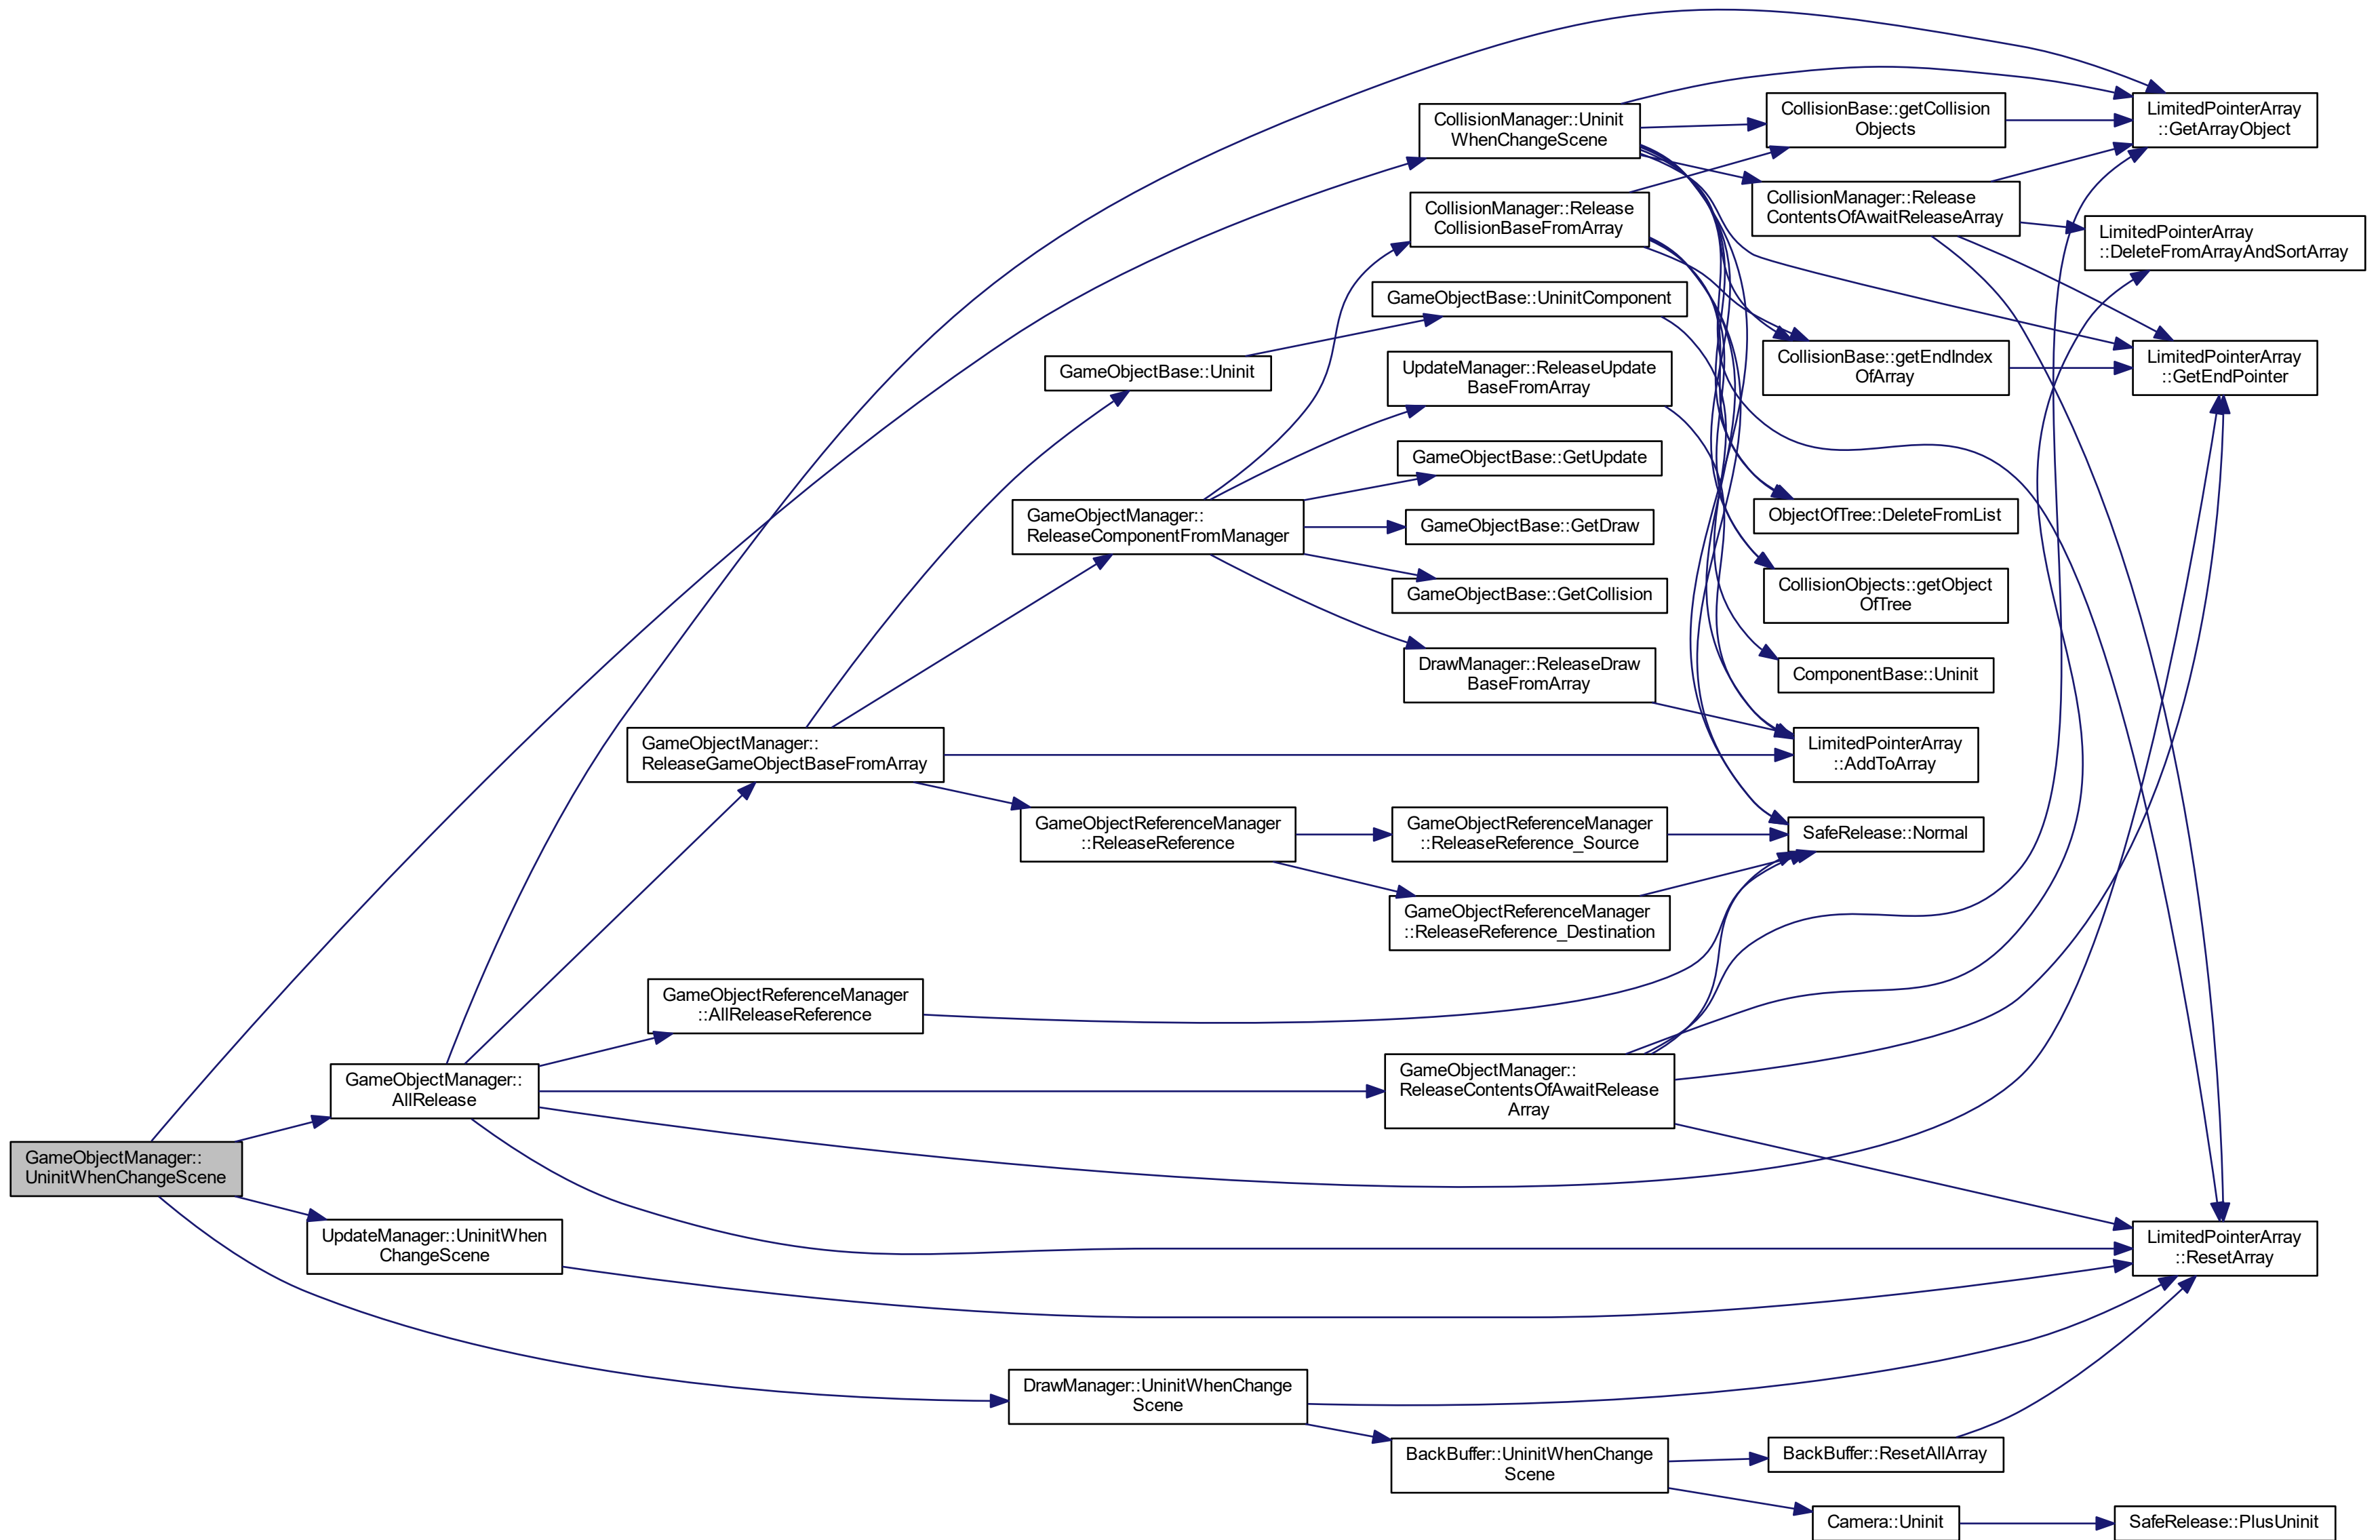 GameObjectManager::
UninitWhenChangeScene
GameObjectManager::
AllRelease
UpdateManager::UninitWhen
ChangeScene
GameObjectManager::
ReleaseGameObjectBaseFromArray
GameObjectReferenceManager
::AllReleaseReference
GameObjectBase::Uninit
GameObjectManager::
ReleaseComponentFromManager
GameObjectReferenceManager
::ReleaseReference
DrawManager::UninitWhenChange
Scene
CollisionManager::Uninit
WhenChangeScene
CollisionManager::Release
CollisionBaseFromArray
GameObjectBase::UninitComponent
UpdateManager::ReleaseUpdate
BaseFromArray
GameObjectBase::GetUpdate
GameObjectBase::GetDraw
GameObjectBase::GetCollision
DrawManager::ReleaseDraw
BaseFromArray
GameObjectReferenceManager
::ReleaseReference_Source
GameObjectReferenceManager
::ReleaseReference_Destination
GameObjectManager::
ReleaseContentsOfAwaitRelease
Array
BackBuffer::UninitWhenChange
Scene
CollisionBase::getCollision
Objects
CollisionManager::Release
ContentsOfAwaitReleaseArray
CollisionBase::getEndIndex
OfArray
ObjectOfTree::DeleteFromList
CollisionObjects::getObject
OfTree
ComponentBase::Uninit
LimitedPointerArray
::AddToArray
SafeRelease::Normal
BackBuffer::ResetAllArray
Camera::Uninit
LimitedPointerArray
::GetArrayObject
LimitedPointerArray
::DeleteFromArrayAndSortArray
LimitedPointerArray
::GetEndPointer
LimitedPointerArray
::ResetArray
SafeRelease::PlusUninit